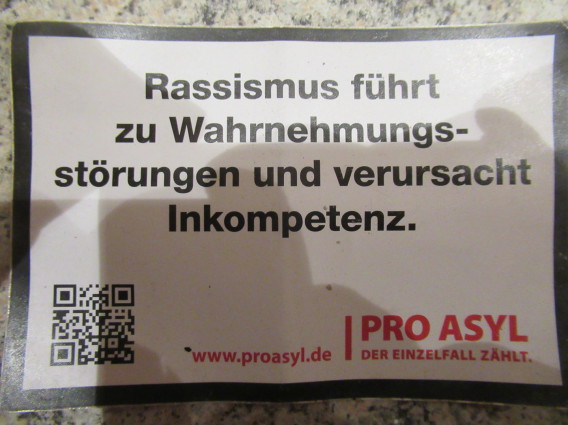 Rassismus führt
zu Wahrnehmungs-
störungen und verursacht
Inkompetenz.
www.proasyl.de
PRO ASYL
DER EINZELFALL ZÄHLT.